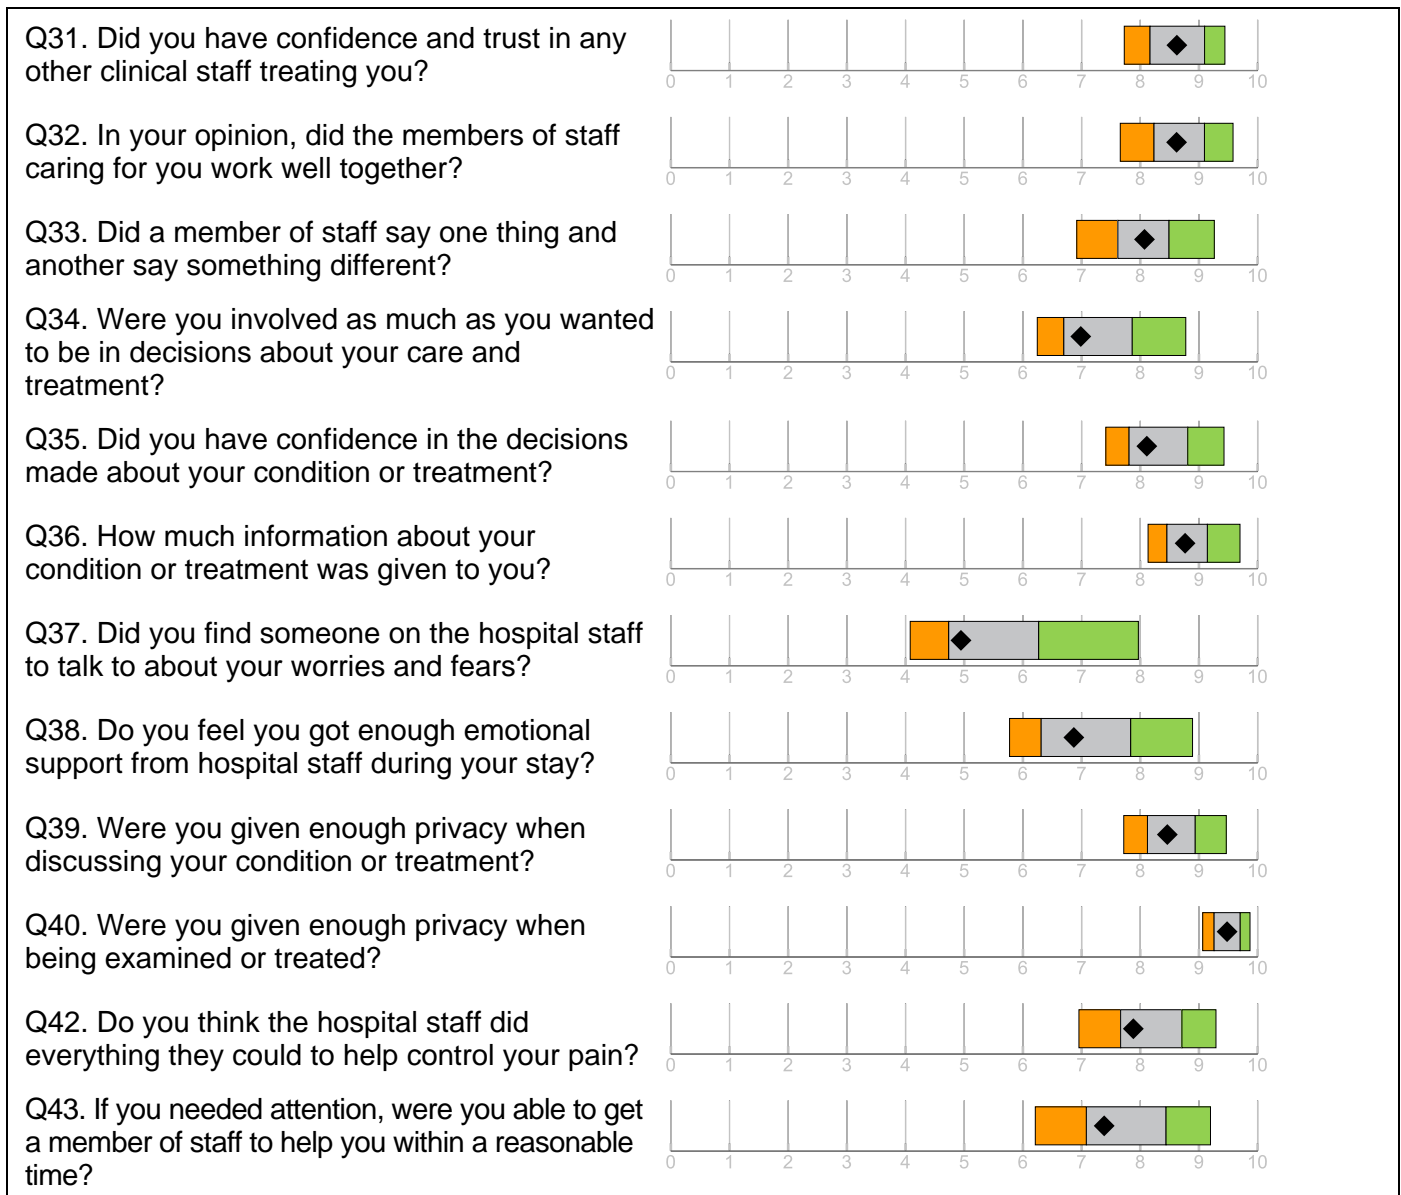 Q31. Did you have confidence and trust in any
other clinical staff treating you?
0 1 2 3 4 5 6 7 8 9 10
Q32. In your opinion, did the members of staff
caring for you work well together?
0 1 2 3 4 5 6 7 8 9 10
Q33. Did a member of staff say one thing and
another say something different?
0 1 2 3 4 5 6 7 8 9 10
Q34. Were you involved as much as you wanted
to be in decisions about your care and
treatment?
0 1 2 3 4 5 6 7 8 9 10
Q35. Did you have confidence in the decisions
made about your condition or treatment?
0 1 2 3 4 5 6 7 8 9 10
Q36. How much information about your
condition or treatment was given to you?
0 1 2 3 4 5 6 7 8 9 10
Q37. Did you find someone on the hospital staff
to talk to about your worries and fears?
0 1 2 3 4 5 6 7 8 9 10
Q38. Do you feel you got enough emotional
support from hospital staff during your stay?
0 1 2 3 4 5 6 7 8 9 10
Q39. Were you given enough privacy when
discussing your condition or treatment?
0 1 2 3 4 5 6 7 8 9 10
Q40. Were you given enough privacy when
being examined or treated?
0 1 2 3 4 5 6 7 8 9 10
Q42. Do you think the hospital staff did
everything they could to help control your pain?
0 1 2 3 4 5 6 7 8 9 10
Q43. If you needed attention, were you able to get
a member of staff to help you within a reasonable
time?
0 1 2 3 4 5 6 7 8 9 10